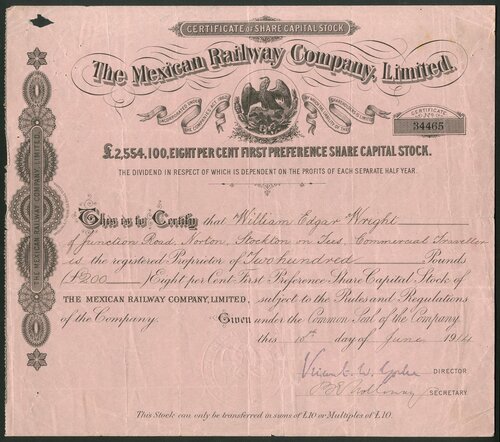 CERTIFICATE OF SHARE CAPITAL STOCK
The Mexican Railway Company, Limited.
CERTIFICATE
34465
£2,554,100, EIGHT PER CENT FIRST PREFERENCE SHARE CAPITAL STOCK.
THE DIVIDEND IN RESPECT OF WHICH IS DEPENDENT ON THE PROFITS OF EACH SEPARATE HALF YEAR.
THE MEXICAN RAILWAY COMPANY, LIMITED
This is to Certify that William Edgar Wright
of Junction Road, Norton, Stockton on Tees, Commercial Traveller
is the registered Proprietor of Two hundred Pounds
(£200) Eight per Cent First Preference Share Capital Stock of
THE MEXICAN RAILWAY COMPANY, LIMITED, subject to the Rules and Regulations
of the Company. Given under the Common Seal of the Company
this 10th day of June 1914
DIRECTOR
SECRETARY
This Stock can only be transferred in sums of £10 or Multiples of £10.